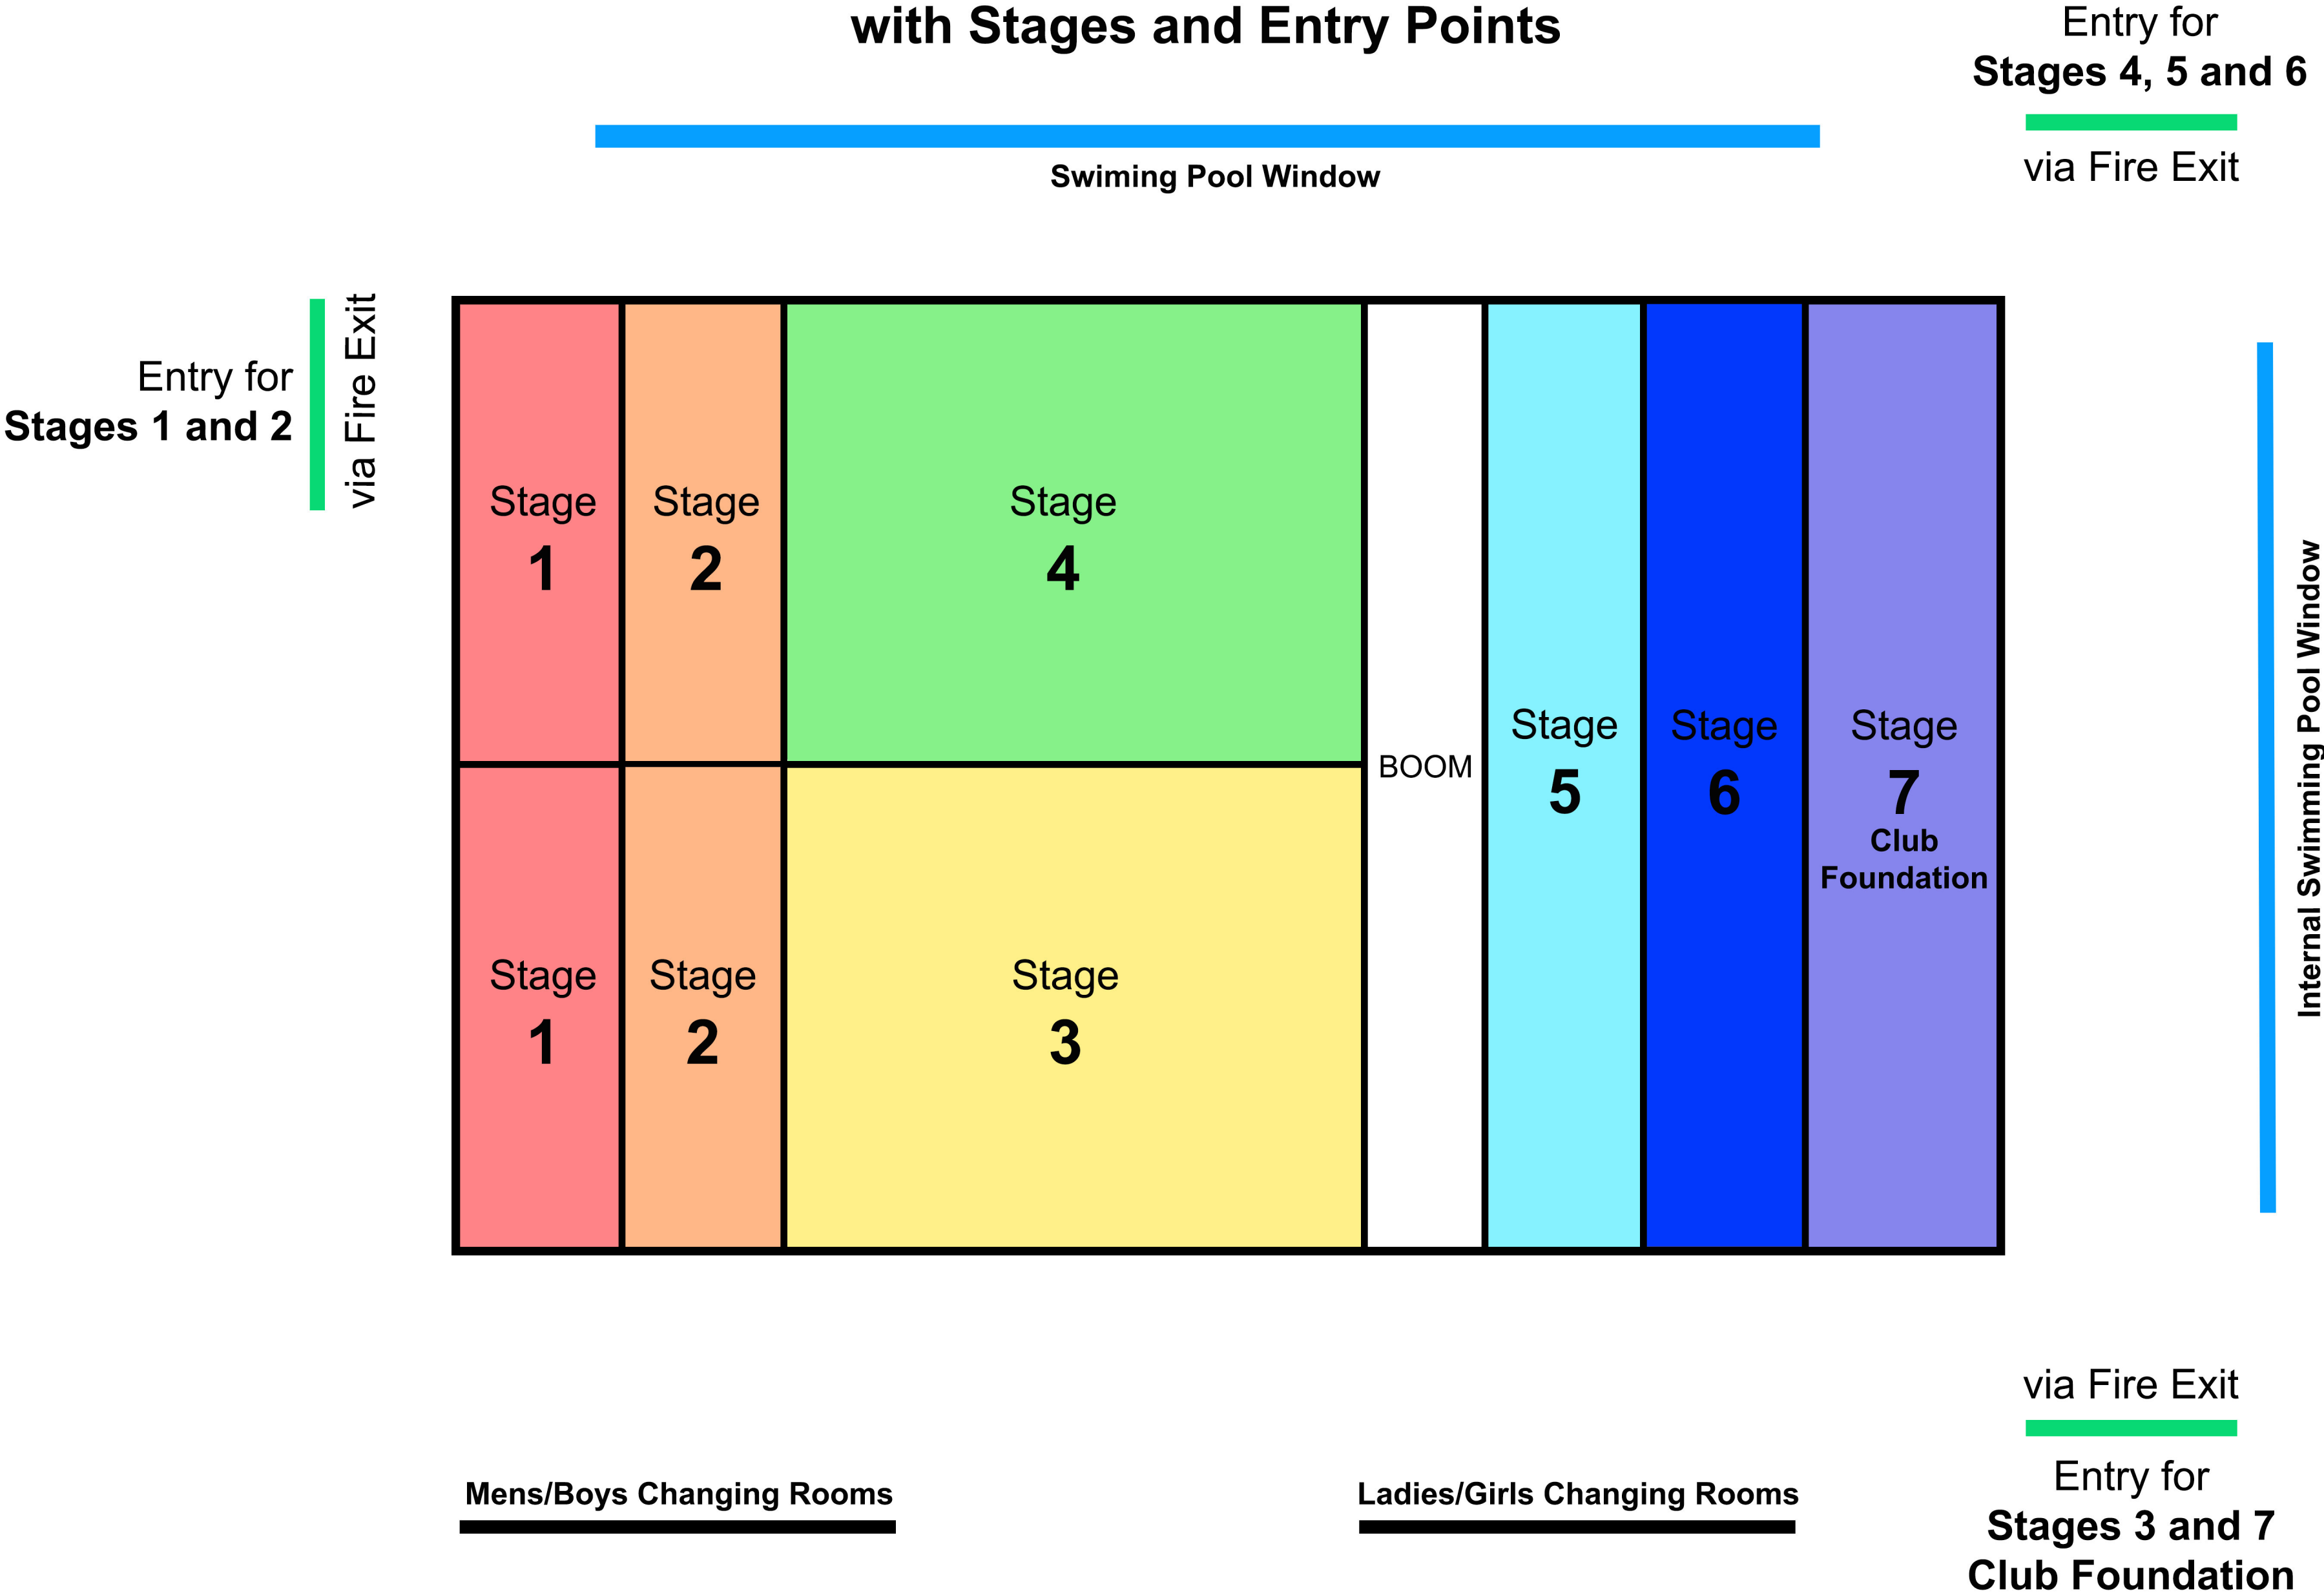 with Stages and Entry Points
Entry for
Stages 4, 5 and 6
via Fire Exit
Swiming Pool Window
Entry for
Stages 1 and 2
via Fire Exit
Stage
1
Stage
2
Stage
4
Stage
1
Stage
2
Stage
3
BOOM
Stage
5
Stage
6
Stage
7
Club
Foundation
Internal Swimming Pool Window
Mens/Boys Changing Rooms
Ladies/Girls Changing Rooms
via Fire Exit
Entry for
Stages 3 and 7
Club Foundation